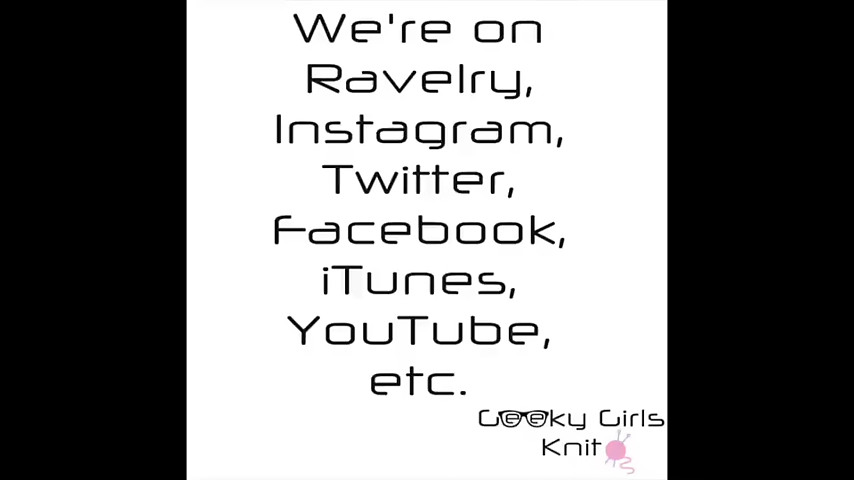 We're on
Ravelry,
Instagram,
Twitter,
Facebook,
iTunes,
YouTube,
etc.
Geeky Girls
Knit